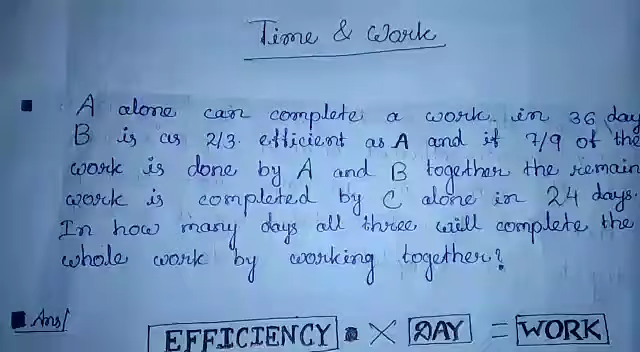 Time & Work
A alone can complete a work. in 36 day
B is as 2/3. efficient as A and if 7/9 of the
work is done by A and B together the remain
work is completed by C alone in 24 days.
In how many days all three will complete the
whole work by working together?
Ans/
EFFICIENCY × DAY = WORK